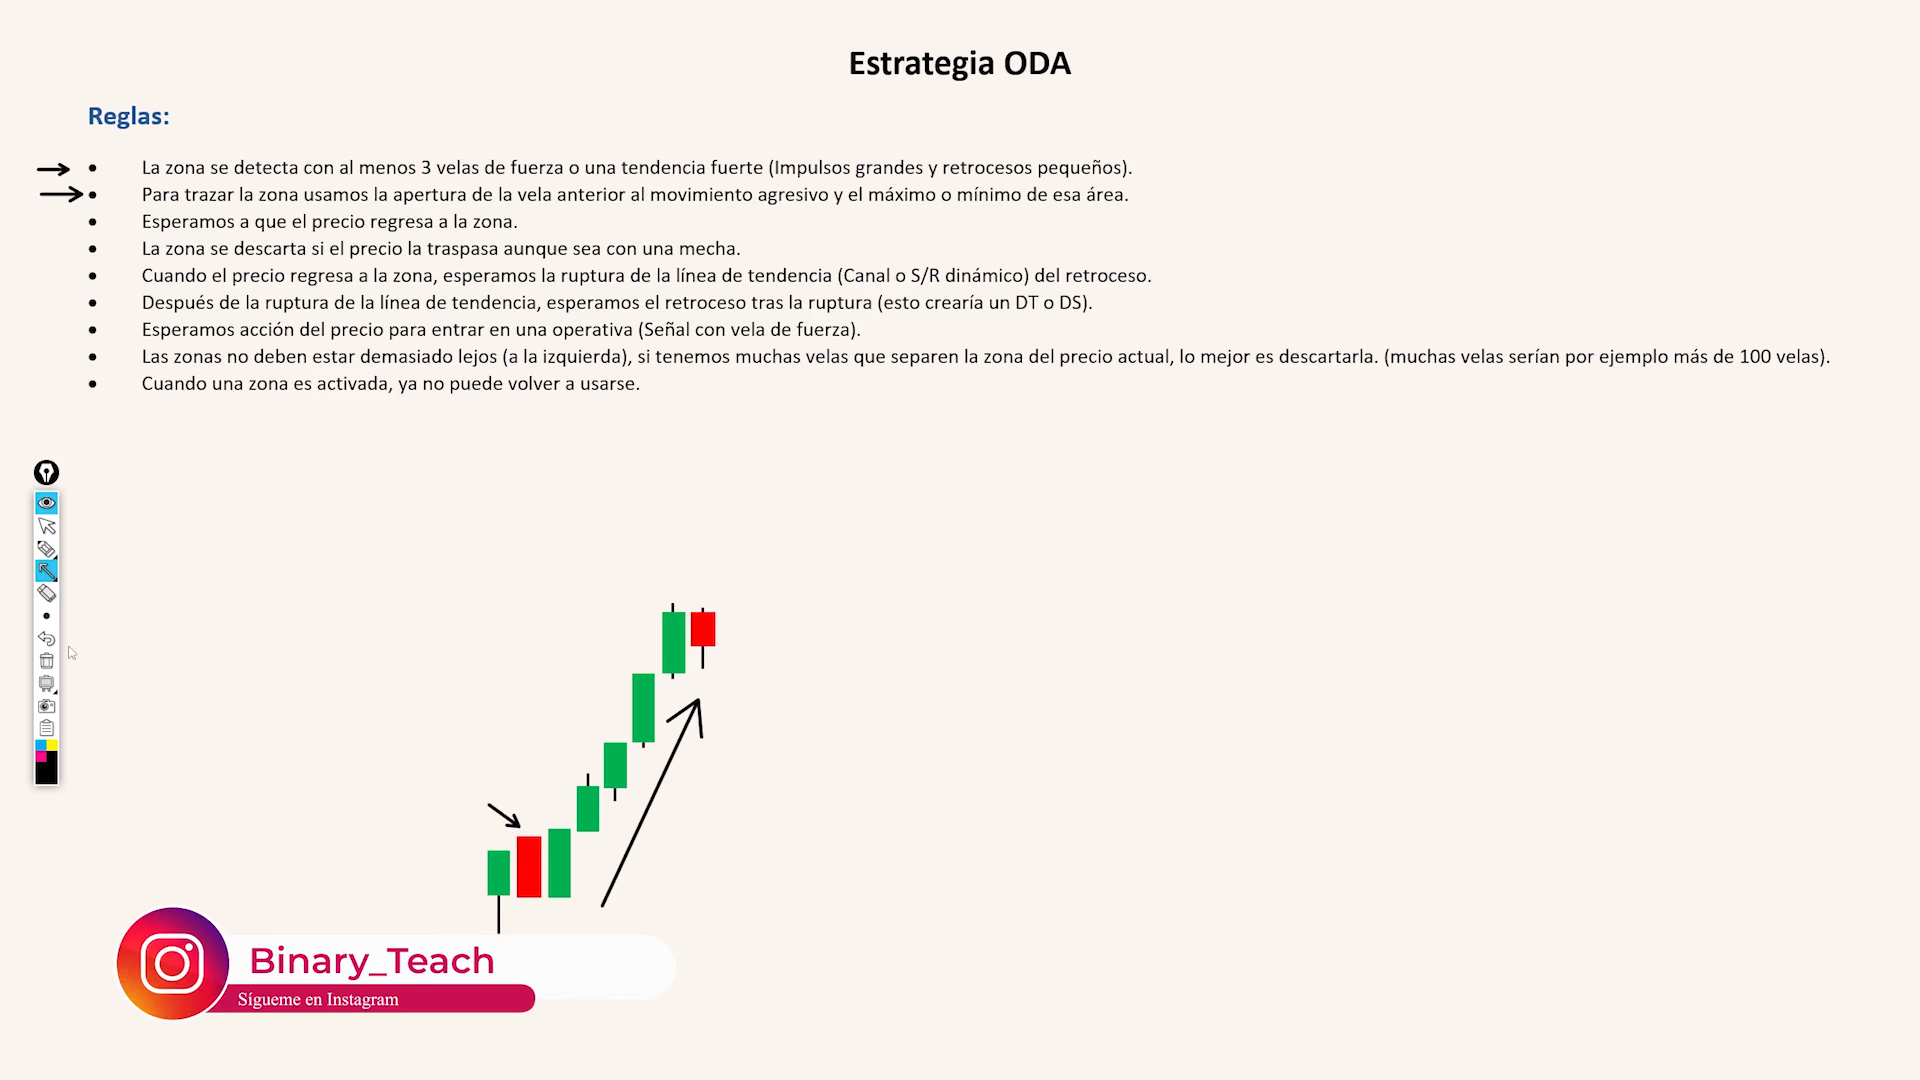 Estrategia ODA
Reglas:
• La zona se detecta con al menos 3 velas de fuerza o una tendencia fuerte (Impulsos grandes y retrocesos pequeños).
• Para trazar la zona usamos la apertura de la vela anterior al movimiento agresivo y el máximo o mínimo de esa área.
• Esperamos a que el precio regresa a la zona.
• La zona se descarta si el precio la traspasa aunque sea con una mecha.
• Cuando el precio regresa a la zona, esperamos la ruptura de la línea de tendencia (Canal o S/R dinámico) del retroceso.
• Después de la ruptura de la línea de tendencia, esperamos el retroceso tras la ruptura (esto crearía un DT o DS).
• Esperamos acción del precio para entrar en una operativa (Señal con vela de fuerza).
• Las zonas no deben estar demasiado lejos (a la izquierda), si tenemos muchas velas que separen la zona del precio actual, lo mejor es descartarla. (muchas velas serían por ejemplo más de 100 velas).
• Cuando una zona es activada, ya no puede volver a usarse.
Binary_Teach
Sígueme en Instagram